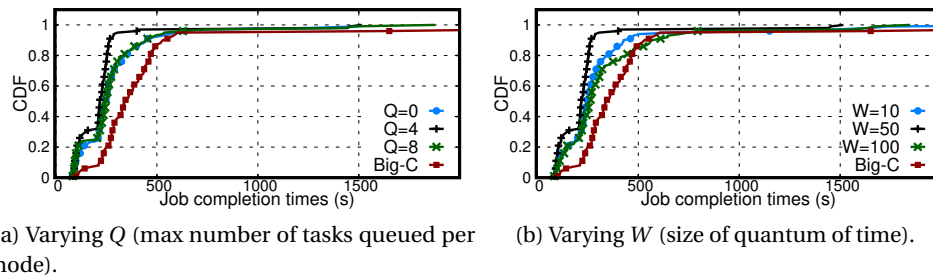 1
0.8
0.6
0.4
0.2
0
CDF
0 500 1000 1500
Job completion times (s)
Q=0
Q=4
Q=8
Big-C
a) Varying Q (max number of tasks queued per
node).
1
0.8
0.6
0.4
0.2
0
CDF
0 500 1000 1500
Job completion times (s)
W=10
W=50
W=100
Big-C
(b) Varying W (size of quantum of time).